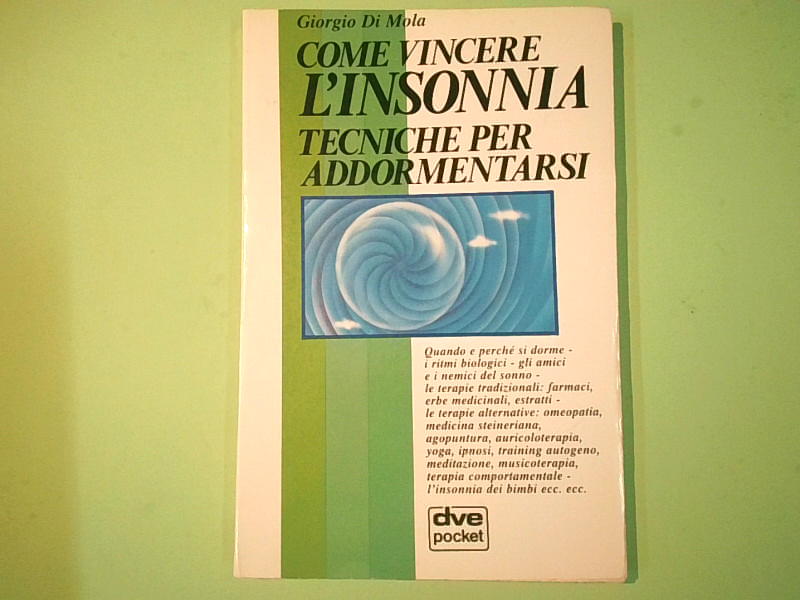 Giorgio Di Mola
COME VINCERE
L'INSONNIA
TECNICHE PER
ADDORMENTARSI
Quando e perché si dorme -
i ritmi biologici - gli amici
e i nemici del sonno -
le terapie tradizionali: farmaci,
erbe medicinali, estratti -
le terapie alternative: omeopatia,
medicina steineriana,
agopuntura, auricoloterapia,
yoga, ipnosi, training autogeno,
meditazione, musicoterapia,
terapia comportamentale -
l'insonnia dei bimbi ecc. ecc.
dve
pocket